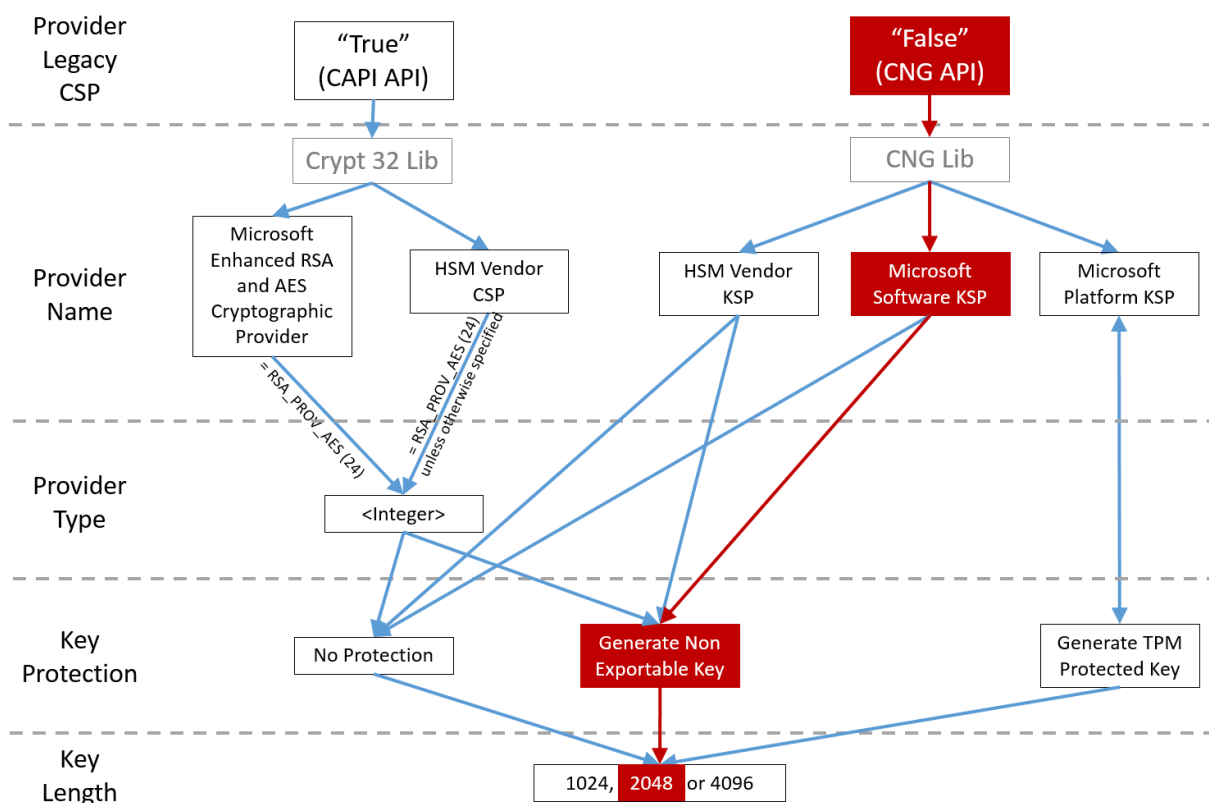 Provider
Legacy
CSP
“True”
(CAPI API)
“False”
(CNG API)
Crypt 32 Lib
CNG Lib
Provider
Name
Microsoft
Enhanced RSA
and AES
Cryptographic
Provider
HSM Vendor
CSP
HSM Vendor
KSP
Microsoft
Software KSP
Microsoft
Platform KSP
= RSA_PROV_AES (24)
= RSA_PROV_AES (24)
unless otherwise specified
Provider
Type
<Integer>
Key
Protection
No Protection
Generate Non
Exportable Key
Generate TPM
Protected Key
Key
Length
1024, 2048 or 4096